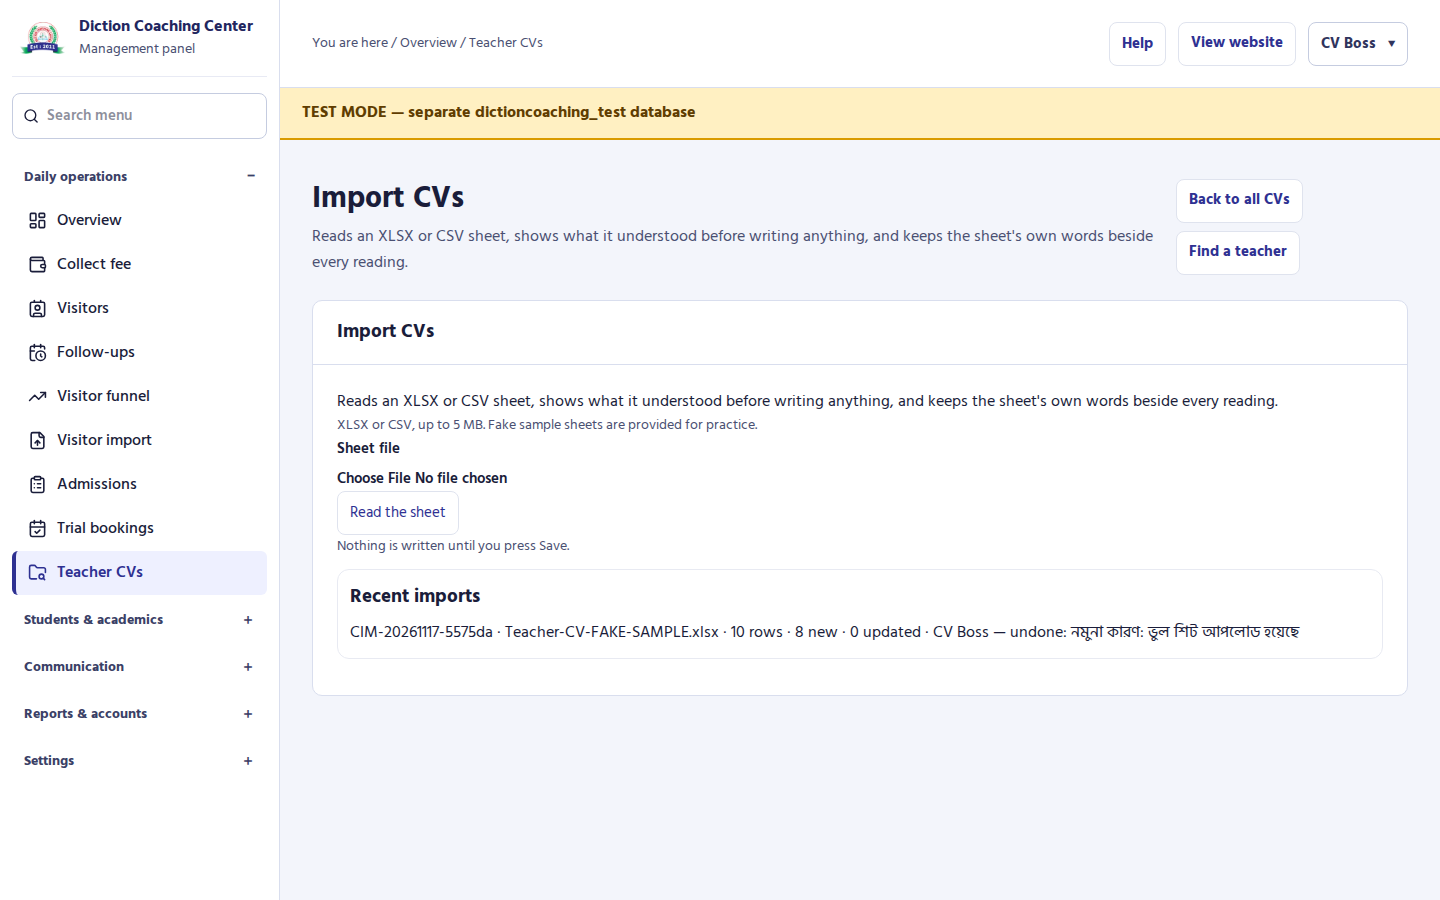 Diction Coaching Center
Management panel
Est : 2011
Search menu
Daily operations −
Overview
Collect fee
Visitors
Follow-ups
Visitor funnel
Visitor import
Admissions
Trial bookings
Teacher CVs
Students & academics +
Communication +
Reports & accounts +
Settings +
You are here / Overview / Teacher CVs
Help
View website
CV Boss ▼
TEST MODE — separate dictioncoaching_test database
Import CVs
Reads an XLSX or CSV sheet, shows what it understood before writing anything, and keeps the sheet's own words beside
every reading.
Back to all CVs
Find a teacher
Import CVs
Reads an XLSX or CSV sheet, shows what it understood before writing anything, and keeps the sheet's own words beside every reading.
XLSX or CSV, up to 5 MB. Fake sample sheets are provided for practice.
Sheet file
Choose File No file chosen
Read the sheet
Nothing is written until you press Save.
Recent imports
CIM-20261117-5575da · Teacher-CV-FAKE-SAMPLE.xlsx · 10 rows · 8 new · 0 updated · CV Boss — undone: নমুনা কারণ: ভুল শিট আপলোড হয়েছে